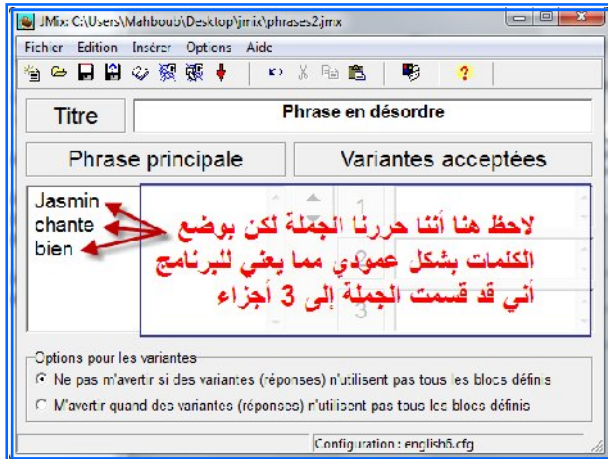 JMix: C:\Users\Mahboub\Desktop\jmix\phrases2.jmx
Fichier Edition Insérer Options Aide
Titre
Phrase en désordre
Phrase principale
Variantes acceptées
Jasmin
chante
bien
1
لاحظ هنا أننا حررنا الجملة لكن بوضع
الكلمات بشكل عمودي مما يعني للبرنامج
أني قد قسمت الجملة إلى 3 أجزاء
3
Options pour les variantes
Ne pas m'avertir si des variantes (réponses) n'utilisent pas tous les blocs définis
M'avertir quand des variantes (réponses) n'utilisent pas tous les blocs définis
Configuration : english6.cfg